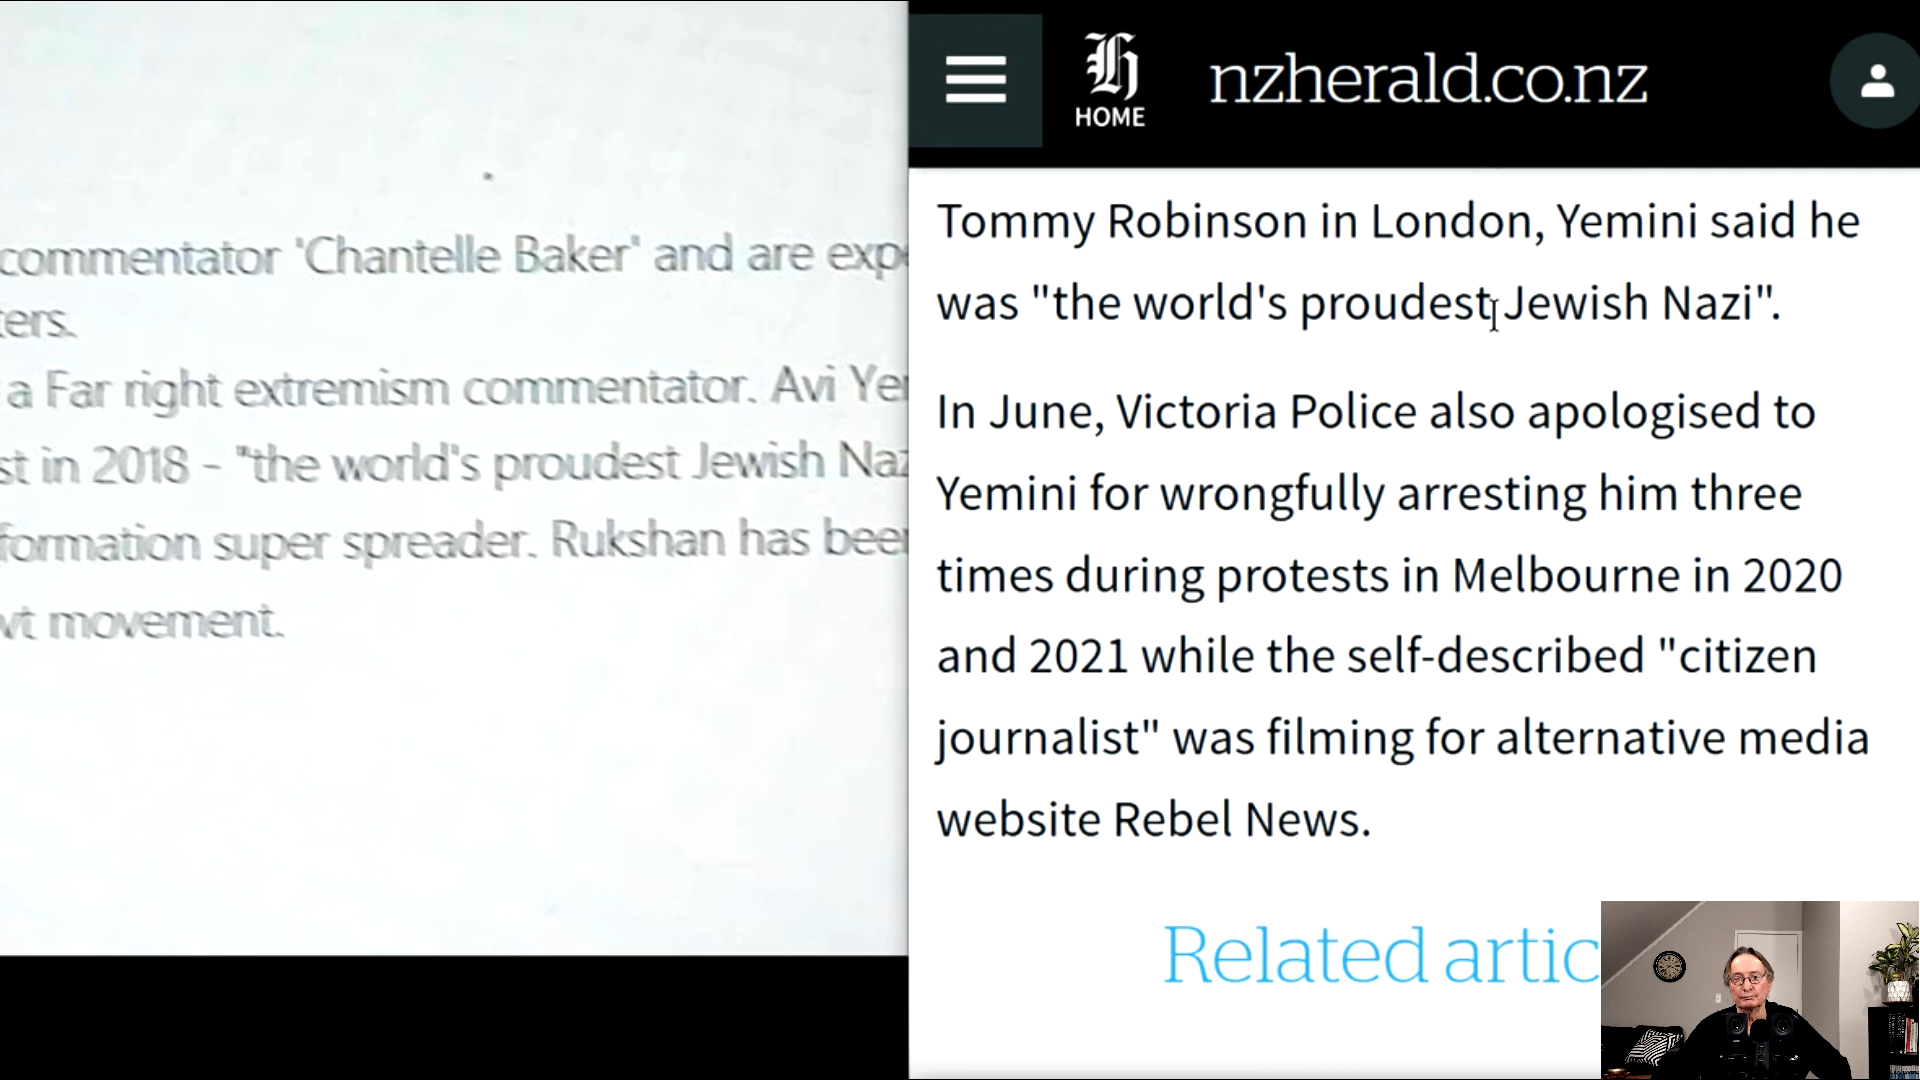 commentator 'Chantelle Baker' and are exp
ters.
a Far right extremism commentator. Avi Ye
st in 2018 - "the world's proudest Jewish Naz
formation super spreader. Rukshan has bee
vt movement.
HOME
nzherald.co.nz
Tommy Robinson in London, Yemini said he
was "the world's proudest Jewish Nazi".
In June, Victoria Police also apologised to
Yemini for wrongfully arresting him three
times during protests in Melbourne in 2020
and 2021 while the self-described "citizen
journalist" was filming for alternative media
website Rebel News.
Related artic